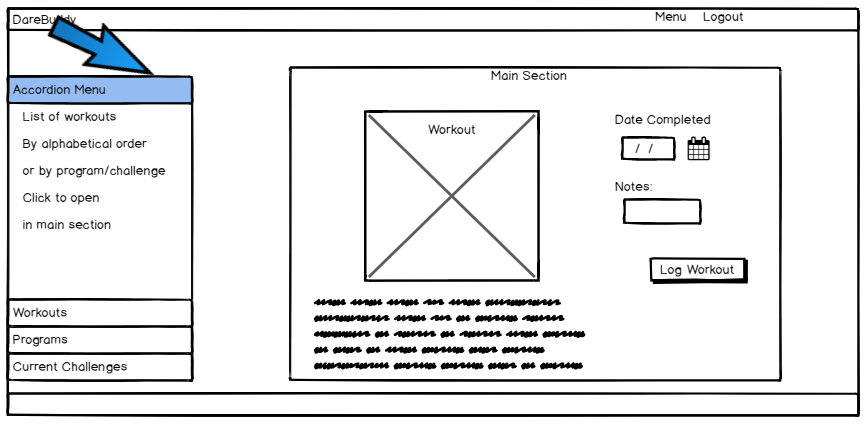 DareBuddy
Menu Logout
Accordion Menu
List of workouts
By alphabetical order
or by program/challenge
Click to open
in main section
Workouts
Programs
Current Challenges
Main Section
Workout
Date Completed
/ /
Notes:
Log Workout